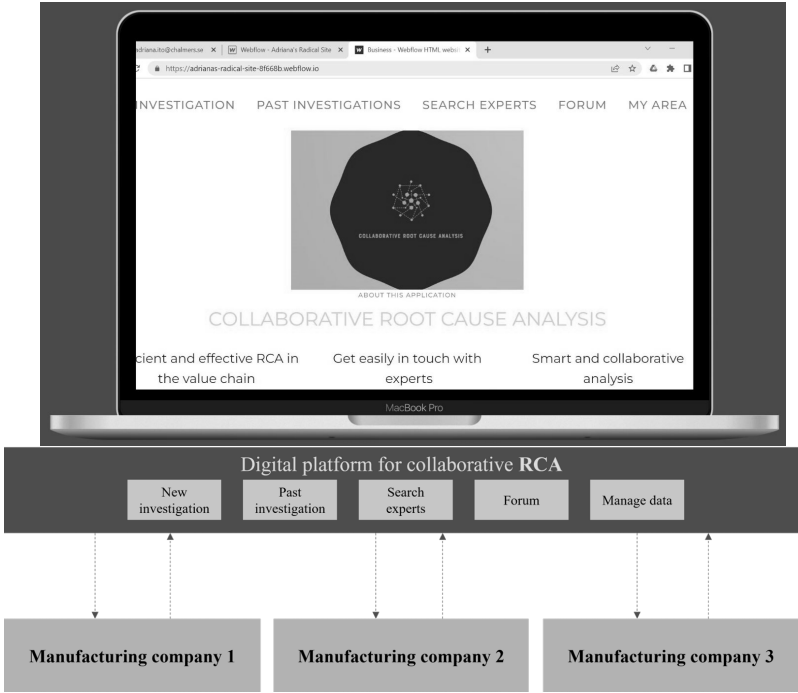 adriana.ito@chalmers.se
Webflow - Adriana's Radical Site
Business - Webflow HTML websit
https://adrianas-radical-site-8f668b.webflow.io
INVESTIGATION PAST INVESTIGATIONS SEARCH EXPERTS FORUM MY AREA
COLLABORATIVE ROOT CAUSE ANALYSIS
ABOUT THIS APPLICATION
COLLABORATIVE ROOT CAUSE ANALYSIS
cient and effective RCA in
the value chain
Get easily in touch with
experts
Smart and collaborative
analysis
MacBook Pro
Digital platform for collaborative RCA
New
investigation
Past
investigation
Search
experts
Forum
Manage data
Manufacturing company 1
Manufacturing company 2
Manufacturing company 3